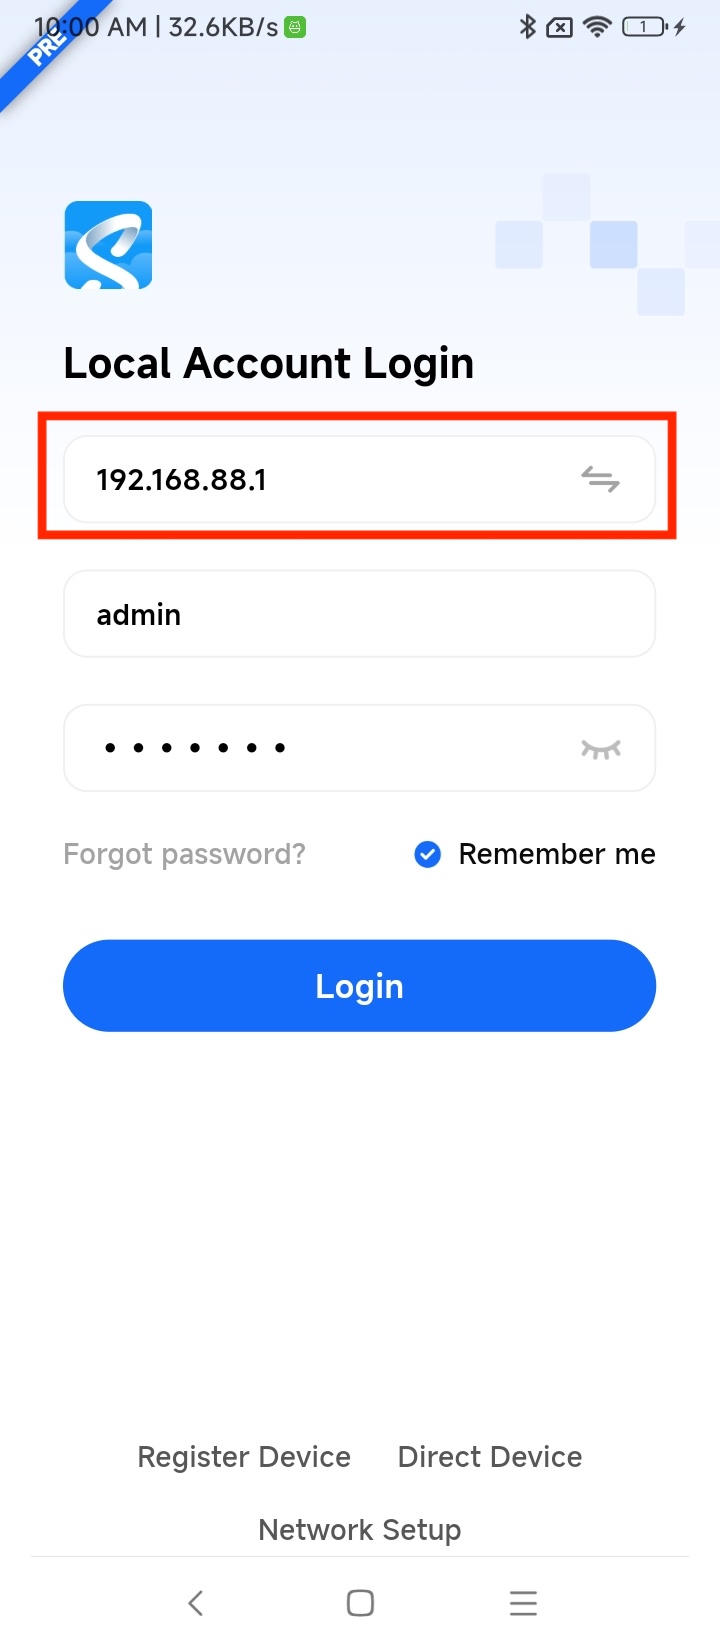 10:00 AM | 32.6KB/s
1
PRE
Local Account Login
192.168.88.1
admin
•••••••
Forgot password?
Remember me
Login
Register Device
Direct Device
Network Setup